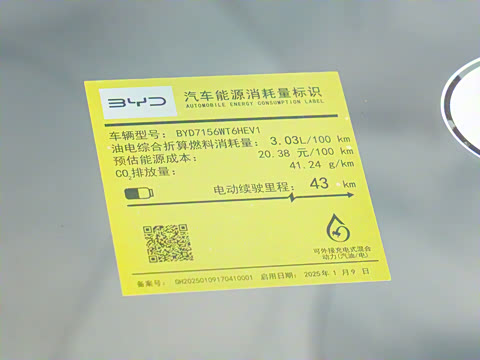 BYD
汽车能源消耗量标识
AUTOMOBILE ENERGY CONSUMPTION LABEL
车辆型号: BYD7156WT6HEV1
油电综合折算燃料消耗量: 3.03L/100 km
预估能源成本: 20.38 元/100 km
CO2排放量: 41.24 g/km
电动续驶里程: 43 km
可外接充电式混合
动力(汽油/电)
备案号: GH20250109170410001 启用日期: 2025年 1月 9日